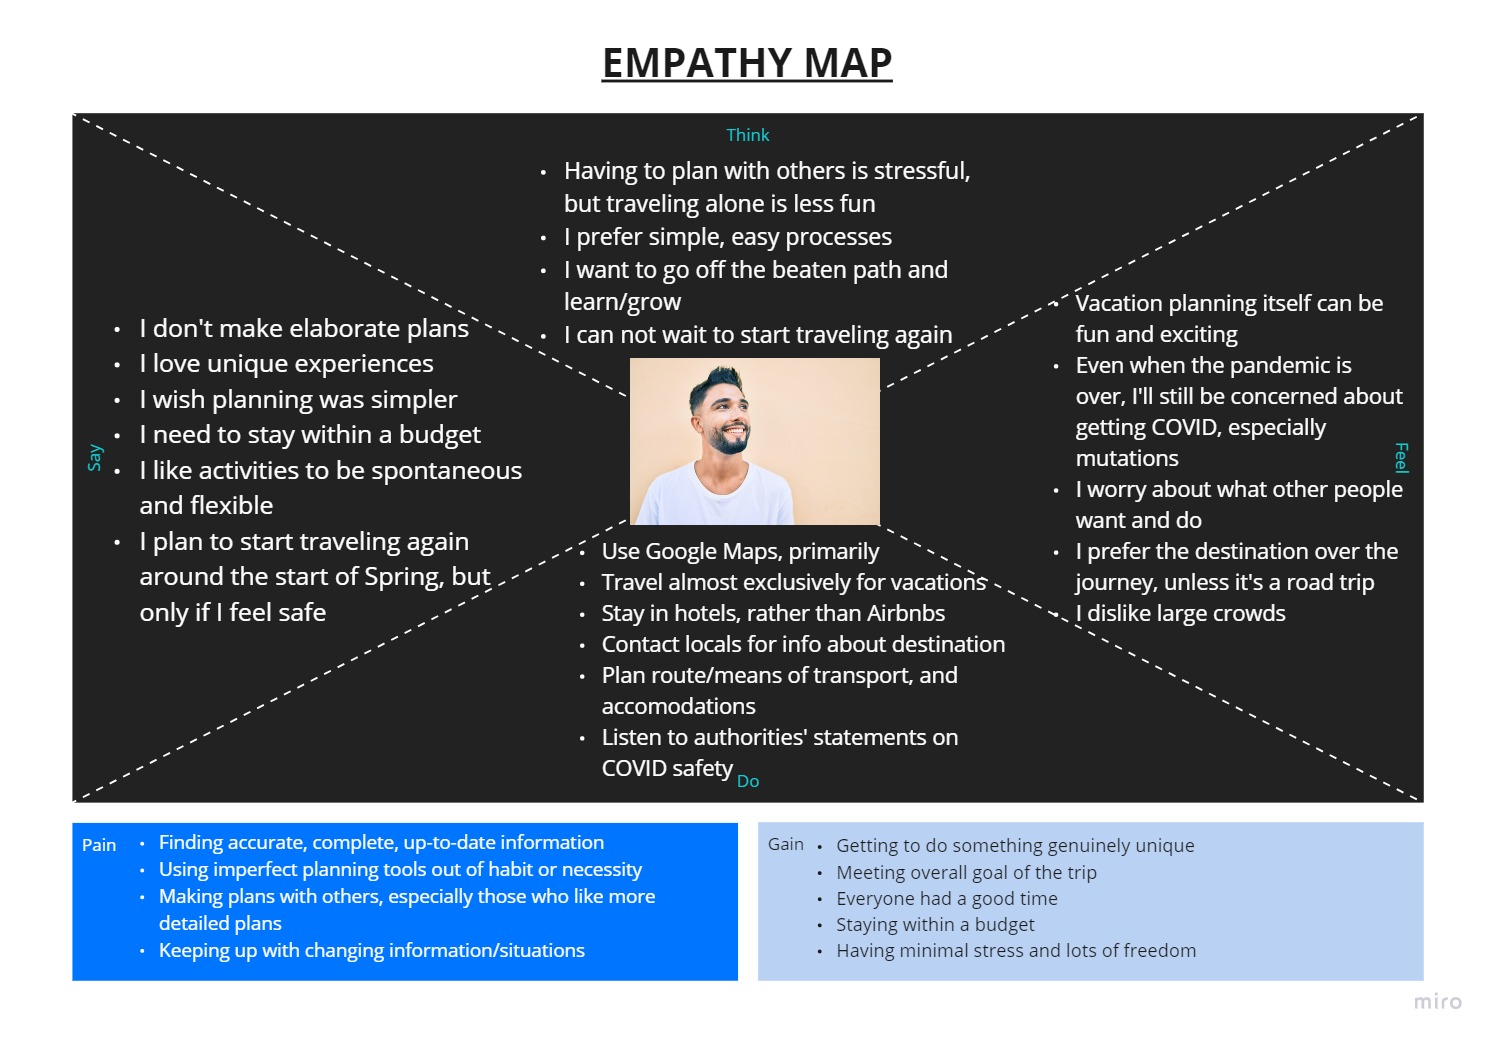 EMPATHY MAP
Think
• Having to plan with others is stressful,
but traveling alone is less fun
• I prefer simple, easy processes
• I want to go off the beaten path and
learn/grow
• I can not wait to start traveling again
Say
• I don't make elaborate plans
• I love unique experiences
• I wish planning was simpler
• I need to stay within a budget
• I like activities to be spontaneous
and flexible
• I plan to start traveling again
around the start of Spring, but
only if I feel safe
Feel
• Vacation planning itself can be
fun and exciting
• Even when the pandemic is
over, I'll still be concerned about
getting COVID, especially
mutations
• I worry about what other people
want and do
• I prefer the destination over the
journey, unless it's a road trip
• I dislike large crowds
• Use Google Maps, primarily
• Travel almost exclusively for vacations
• Stay in hotels, rather than Airbnbs
• Contact locals for info about destination
• Plan route/means of transport, and
accomodations
• Listen to authorities' statements on
COVID safety
Do
Pain
• Finding accurate, complete, up-to-date information
• Using imperfect planning tools out of habit or necessity
• Making plans with others, especially those who like more
detailed plans
• Keeping up with changing information/situations
Gain
• Getting to do something genuinely unique
• Meeting overall goal of the trip
• Everyone had a good time
• Staying within a budget
• Having minimal stress and lots of freedom
miro